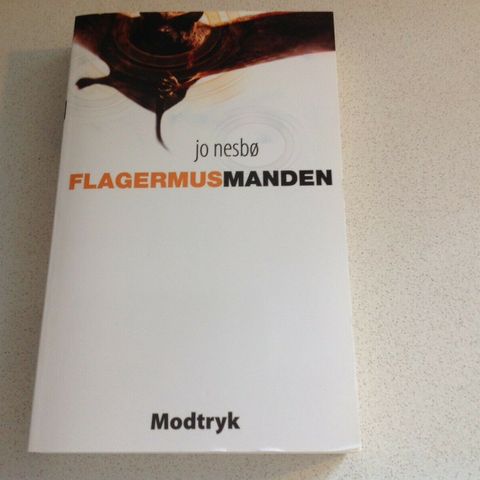 jo nesbø
FLAGERMUSMANDEN
Modtryk